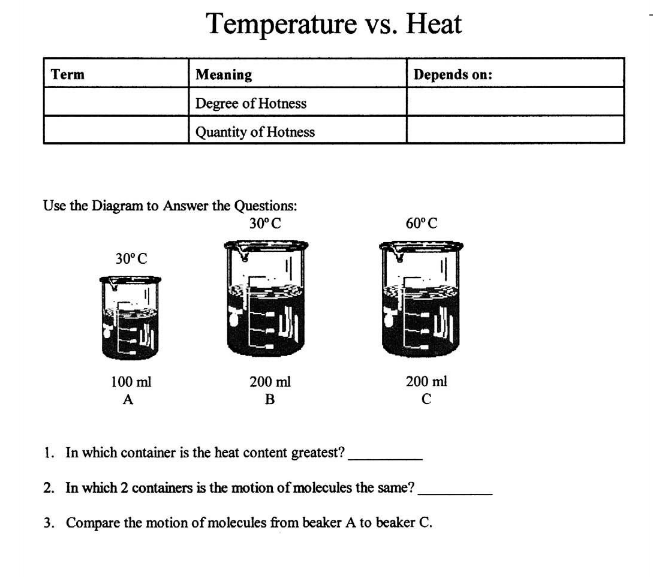 Temperature vs. Heat
Term Meaning Depends on:
Degree of Hotness
Quantity of Hotness
Use the Diagram to Answer the Questions:
30°C 30°C 60°C
100 ml 200 ml 200 ml
A B C
1. In which container is the heat content greatest? __________
2. In which 2 containers is the motion of molecules the same? __________
3. Compare the motion of molecules from beaker A to beaker C.